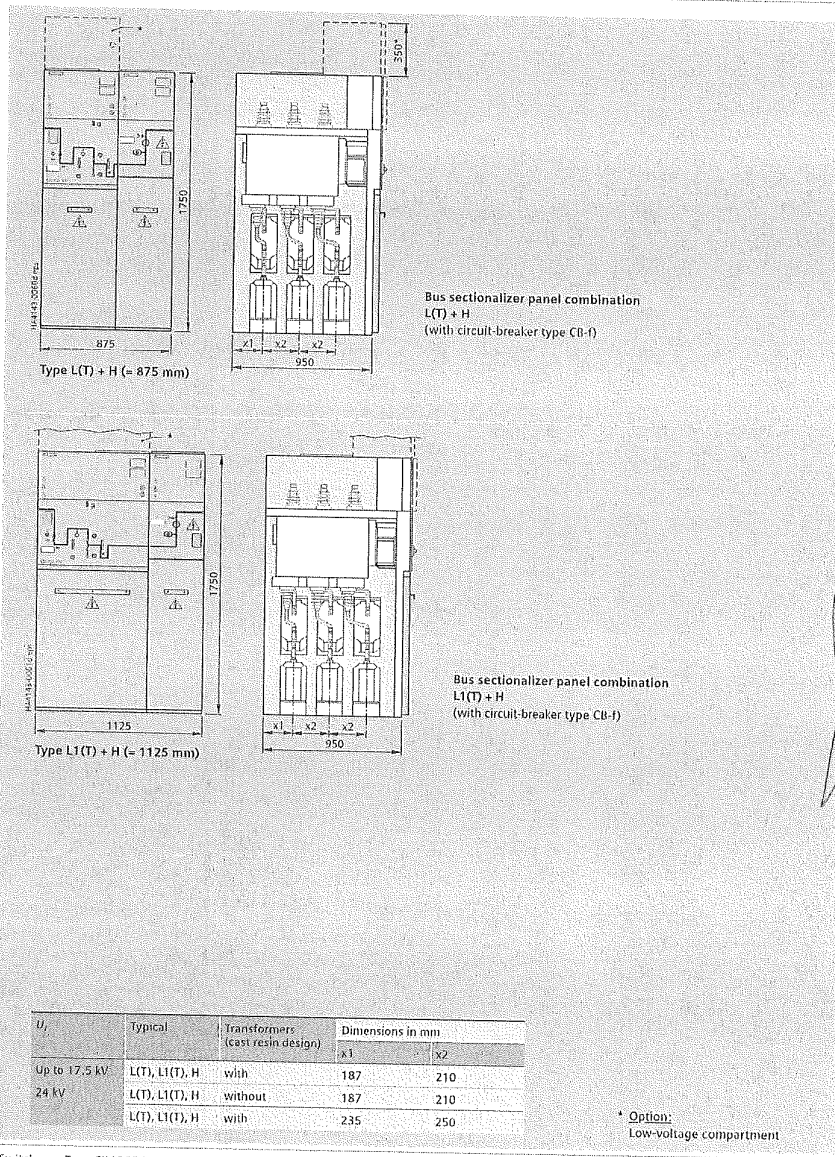 350*
1750
HA4143-0060d eps
875
x1 x2 x2
950
Type L(T) + H (= 875 mm)
Bus sectionalizer panel combination
L(T) + H
(with circuit-breaker type CB-f)
*
1750
1125
x1 x2 x2
950
Type L1(T) + H (= 1125 mm)
Bus sectionalizer panel combination
L1(T) + H
(with circuit-breaker type CB-f)
Ur Typical Transformers (cast resin design) Dimensions in mm
x1 x2
Up to 17.5 kV L(T), L1(T), H with 187 210
24 kV L(T), L1(T), H without 187 210
L(T), L1(T), H with 235 250
* Option:
Low-voltage compartment